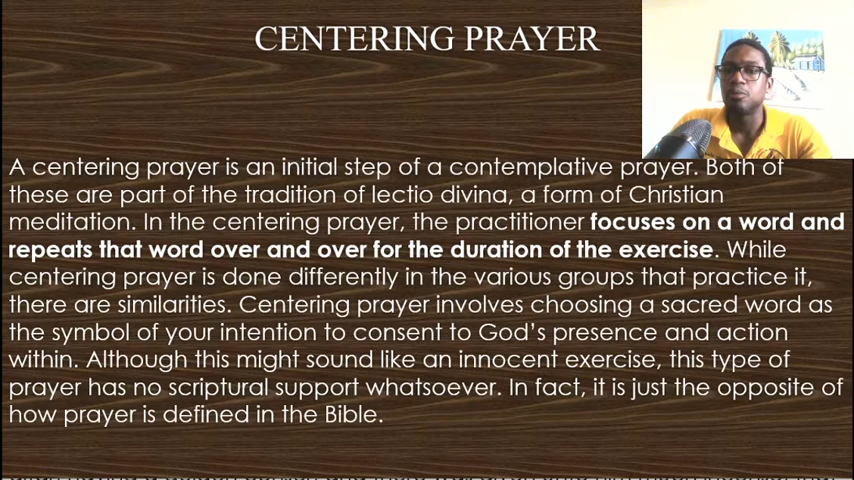 CENTERING PRAYER
A centering prayer is an initial step of a contemplative prayer. Both of
these are part of the tradition of lectio divina, a form of Christian
meditation. In the centering prayer, the practitioner focuses on a word and
repeats that word over and over for the duration of the exercise. While
centering prayer is done differently in the various groups that practice it,
there are similarities. Centering prayer involves choosing a sacred word as
the symbol of your intention to consent to God’s presence and action
within. Although this might sound like an innocent exercise, this type of
prayer has no scriptural support whatsoever. In fact, it is just the opposite of
how prayer is defined in the Bible.